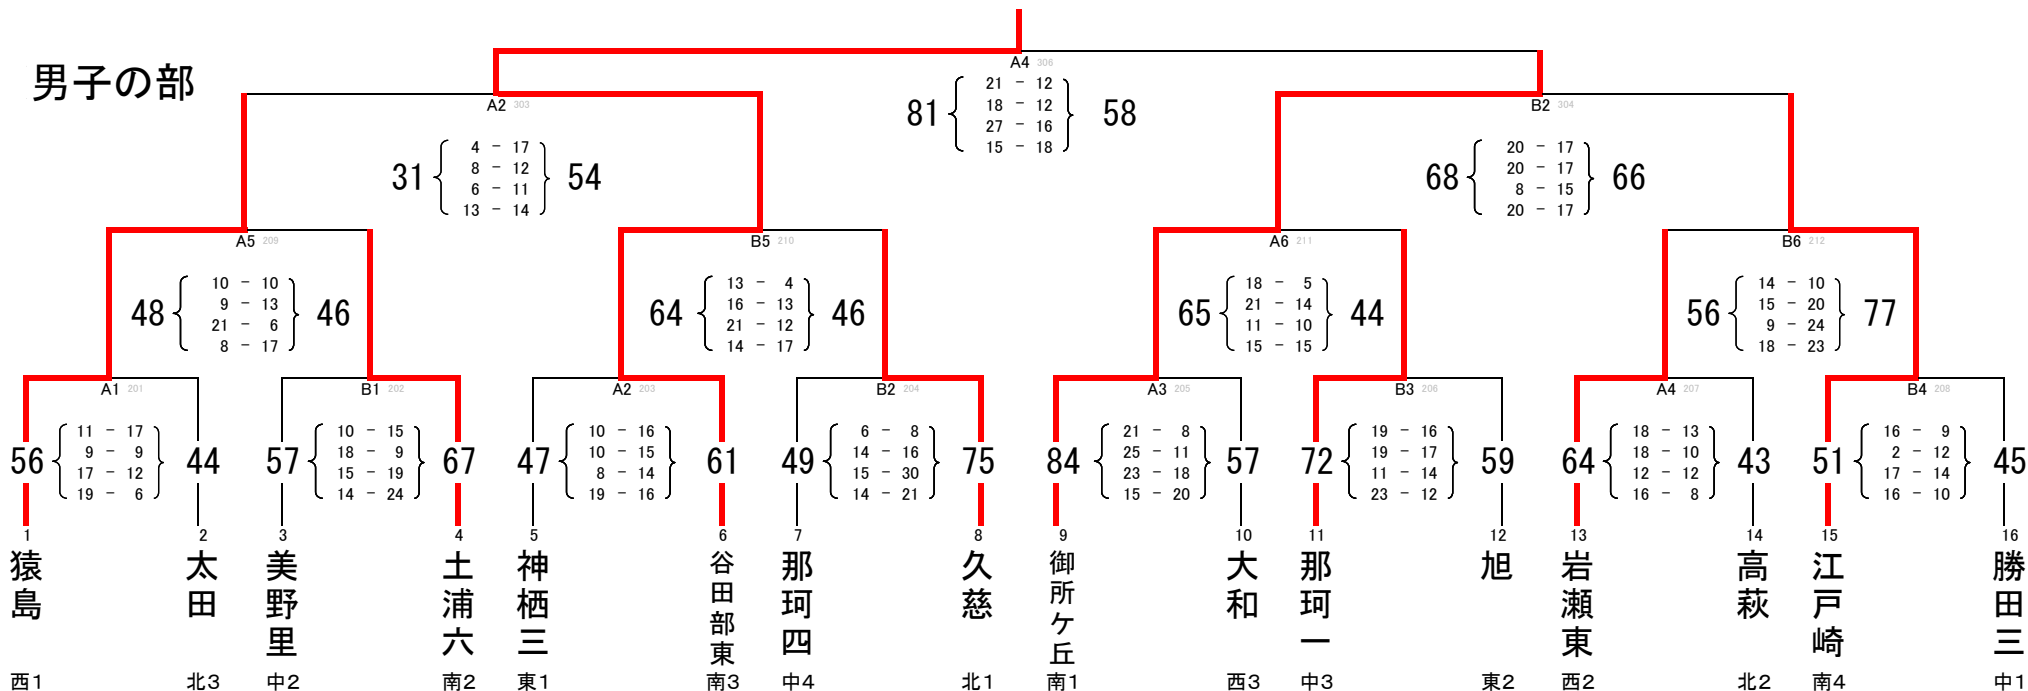 男子の部
A4 306
81 58
21 - 12
18 - 12
27 - 16
15 - 18
A2 303
31 54
4 - 17
8 - 12
6 - 11
13 - 14
B2 304
68 66
20 - 17
20 - 17
8 - 15
20 - 17
A5 209
48 46
10 - 10
9 - 13
21 - 6
8 - 17
B5 210
64 46
13 - 4
16 - 13
21 - 12
14 - 17
A6 211
65 44
18 - 5
21 - 14
11 - 10
15 - 15
B6 212
56 77
14 - 10
15 - 20
9 - 24
18 - 23
A1 201
56 44
11 - 17
9 - 9
17 - 12
19 - 6
B1 202
57 67
10 - 15
18 - 9
15 - 19
14 - 24
A2 203
47 61
10 - 16
10 - 15
8 - 14
19 - 16
B2 204
49 75
6 - 8
14 - 16
15 - 30
14 - 21
A3 205
84 57
21 - 8
25 - 11
23 - 18
15 - 20
B3 206
72 59
19 - 16
19 - 17
11 - 14
23 - 12
A4 207
64 43
18 - 13
18 - 10
12 - 12
16 - 8
B4 208
51 45
16 - 9
2 - 12
17 - 14
16 - 10
1 2 3 4 5 6 7 8 9 10 11 12 13 14 15 16
猿島
太田
美野里
土浦六
神栖三
谷田部東
那珂四
久慈
御所ケ丘
大和
那珂一
旭
岩瀬東
高萩
江戸崎
勝田三
西1 北3 中2 南2 東1 南3 中4 北1 南1 西3 中3 東2 西2 北2 南4 中1